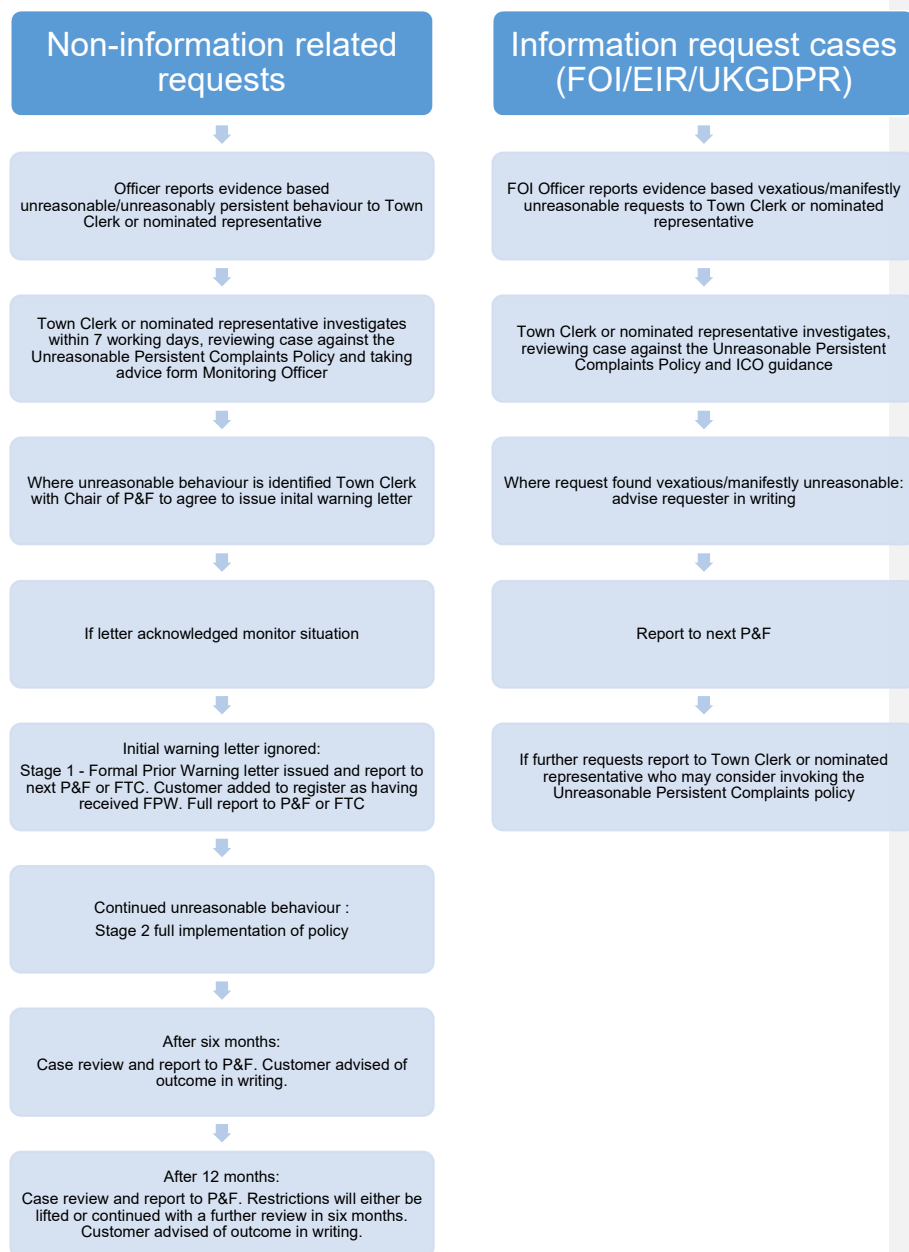 Non-information related
requests
Officer reports evidence based
unreasonable/unreasonably persistent behaviour to Town
Clerk or nominated representative
Town Clerk or nominated representative investigates
within 7 working days, reviewing case against the
Unreasonable Persistent Complaints Policy and taking
advice form Monitoring Officer
Where unreasonable behaviour is identified Town Clerk
with Chair of P&F to agree to issue inital warning letter
If letter acknowledged monitor situation
Initial warning letter ignored:
Stage 1 - Formal Prior Warning letter issued and report to
next P&F or FTC. Customer added to register as having
received FPW. Full report to P&F or FTC
Continued unreasonable behaviour :
Stage 2 full implementation of policy
After six months:
Case review and report to P&F. Customer advised of
outcome in writing.
After 12 months:
Case review and report to P&F. Restrictions will either be
lifted or continued with a further review in six months.
Customer advised of outcome in writing.
Information request cases
(FOI/EIR/UKGDPR)
FOI Officer reports evidence based vexatious/manifestly
unreasonable requests to Town Clerk or nominated
representative
Town Clerk or nominated representative investigates,
reviewing case against the Unreasonable Persistent
Complaints Policy and ICO guidance
Where request found vexatious/manifestly unreasonable:
advise requester in writing
Report to next P&F
If further requests report to Town Clerk or nominated
representative who may consider invoking the
Unreasonable Persistent Complaints policy